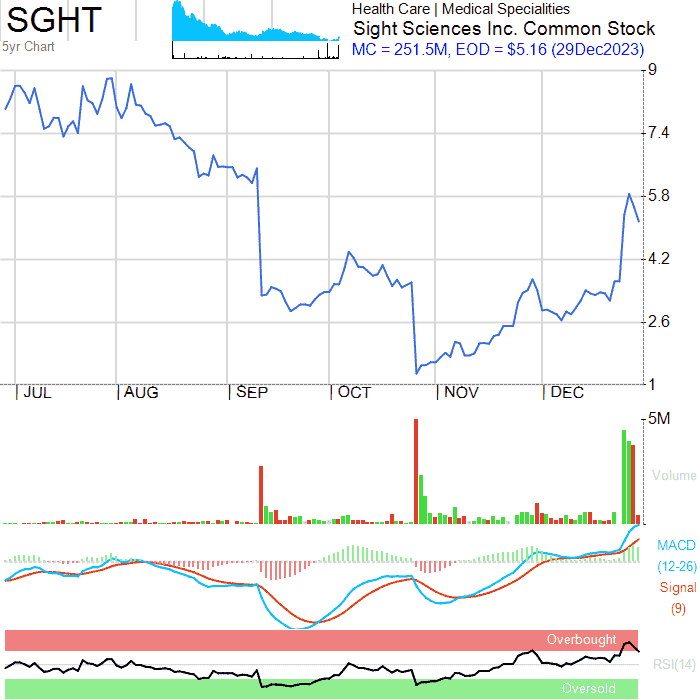 SGHT
5yr Chart
Health Care | Medical Specialities
Sight Sciences Inc. Common Stock
MC = 251.5M, EOD = $5.16 (29Dec2023)
9
7.4
5.8
4.2
2.6
1
|JUL |AUG |SEP |OCT |NOV |DEC
5M
Volume
MACD
(12-26)
Signal
(9)
Overbought
RSI(14)
Oversold